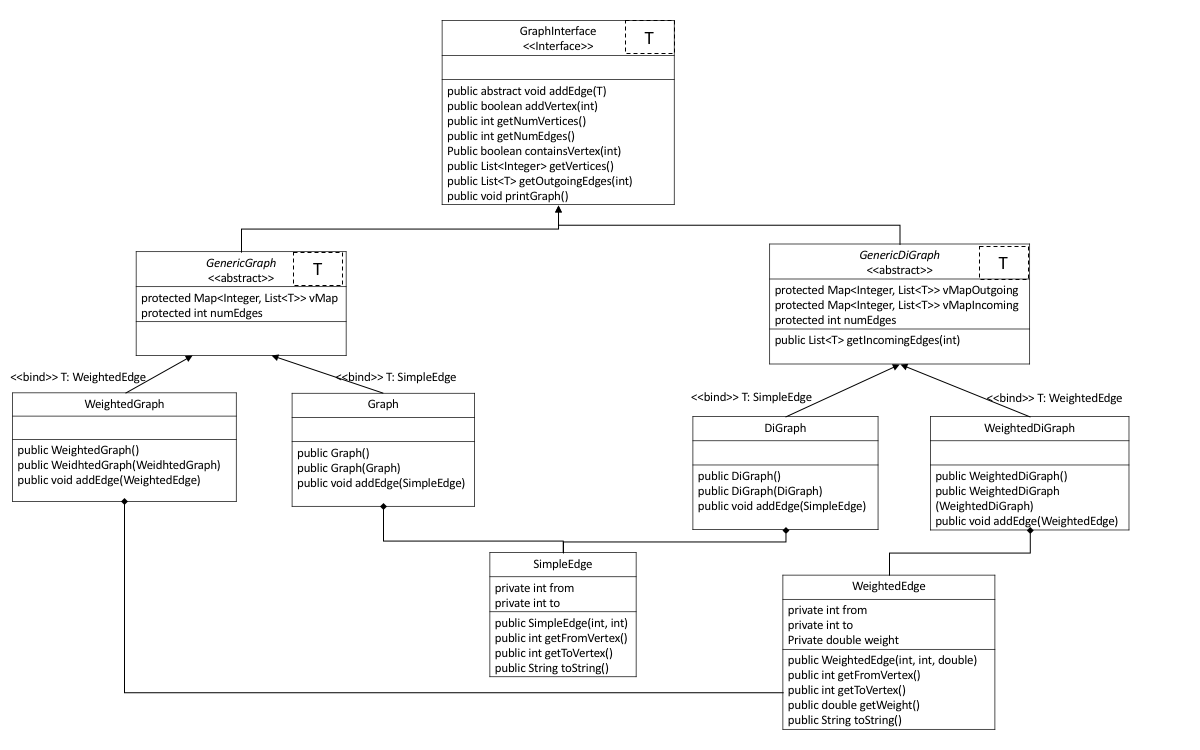 GraphInterface
<<Interface>>
T
public abstract void addEdge(T)
public boolean addVertex(int)
public int getNumVertices()
public int getNumEdges()
Public boolean containsVertex(int)
public List<Integer> getVertices()
public List<T> getOutgoingEdges(int)
public void printGraph()
GenericGraph
<<abstract>>
T
protected Map<Integer, List<T>> vMap
protected int numEdges
GenericDiGraph
<<abstract>>
T
protected Map<Integer, List<T>> vMapOutgoing
protected Map<Integer, List<T>> vMapIncoming
protected int numEdges
public List<T> getIncomingEdges(int)
<<bind>> T: WeightedEdge
<<bind>> T: SimpleEdge
<<bind>> T: SimpleEdge
<<bind>> T: WeightedEdge
WeightedGraph
public WeightedGraph()
public WeidhtedGraph(WeidhtedGraph)
public void addEdge(WeightedEdge)
Graph
public Graph()
public Graph(Graph)
public void addEdge(SimpleEdge)
DiGraph
public DiGraph()
public DiGraph(DiGraph)
public void addEdge(SimpleEdge)
WeightedDiGraph
public WeightedDiGraph()
public WeightedDiGraph
(WeightedDiGraph)
public void addEdge(WeightedEdge)
SimpleEdge
private int from
private int to
public SimpleEdge(int, int)
public int getFromVertex()
public int getToVertex()
public String toString()
WeightedEdge
private int from
private int to
Private double weight
public WeightedEdge(int, int, double)
public int getFromVertex()
public int getToVertex()
public double getWeight()
public String toString()